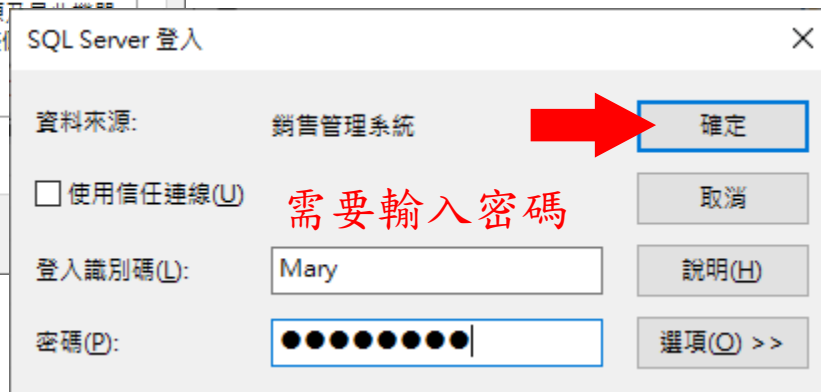 SQL Server 登入
資料來源: 銷售管理系統 確定
使用信任連線(U) 取消
需要輸入密碼
登入識別碼(L): Mary 說明(H)
密碼(P): ●●●●●●●● 選項(O) >>